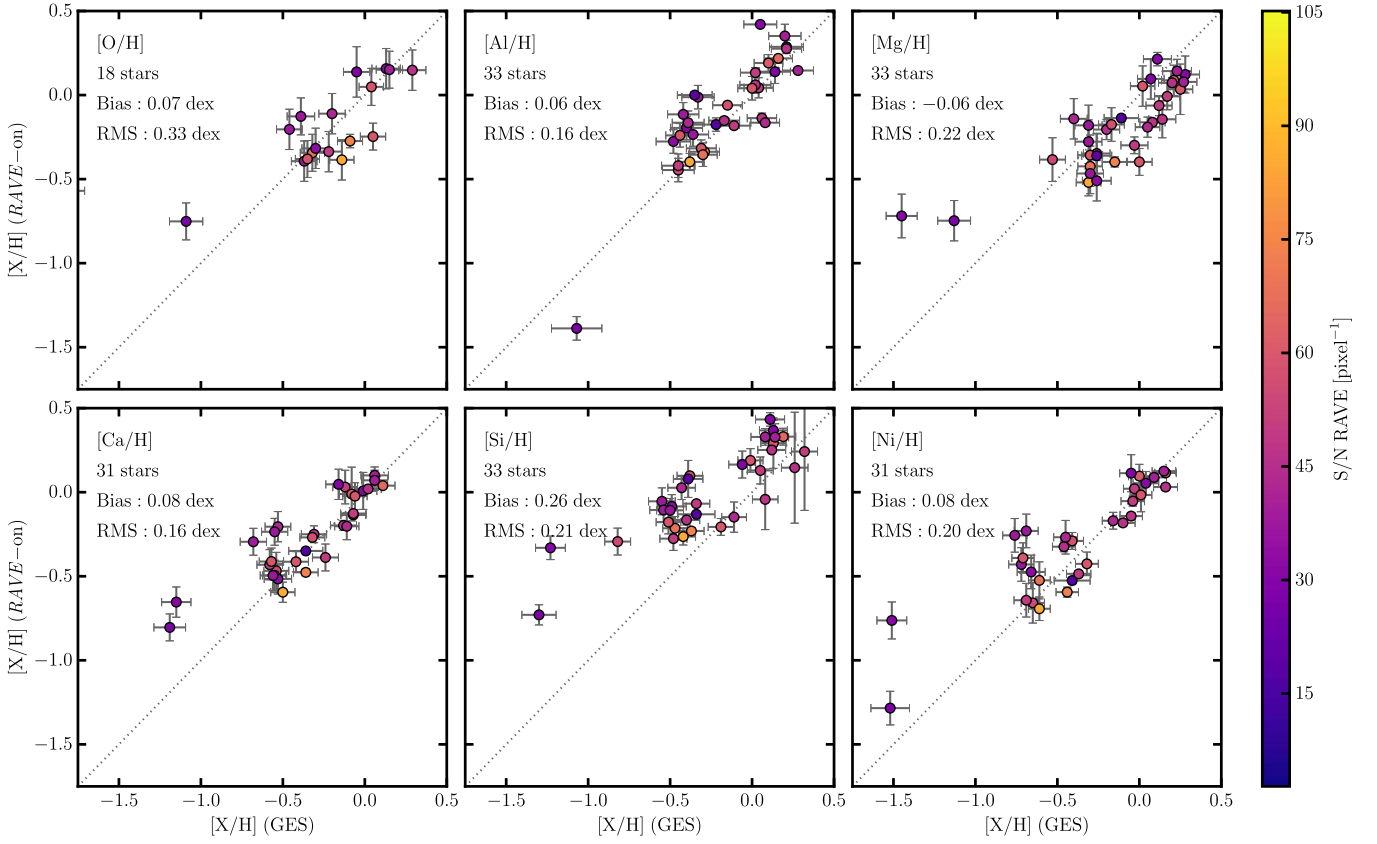 0.5
0.0
−0.5
−1.0
−1.5
[X/H] (RAVE−on)
[O/H]
18 stars
Bias : 0.07 dex
RMS : 0.33 dex
[Al/H]
33 stars
Bias : 0.06 dex
RMS : 0.16 dex
[Mg/H]
33 stars
Bias : −0.06 dex
RMS : 0.22 dex
0.5
0.0
−0.5
−1.0
−1.5
[X/H] (RAVE−on)
[Ca/H]
31 stars
Bias : 0.08 dex
RMS : 0.16 dex
[Si/H]
33 stars
Bias : 0.26 dex
RMS : 0.21 dex
[Ni/H]
31 stars
Bias : 0.08 dex
RMS : 0.20 dex
−1.5 −1.0 −0.5 0.0 0.5
[X/H] (GES)
−1.5 −1.0 −0.5 0.0 0.5
[X/H] (GES)
−1.5 −1.0 −0.5 0.0 0.5
[X/H] (GES)
105
90
75
60
45
30
15
S/N RAVE [pixel⁻¹]